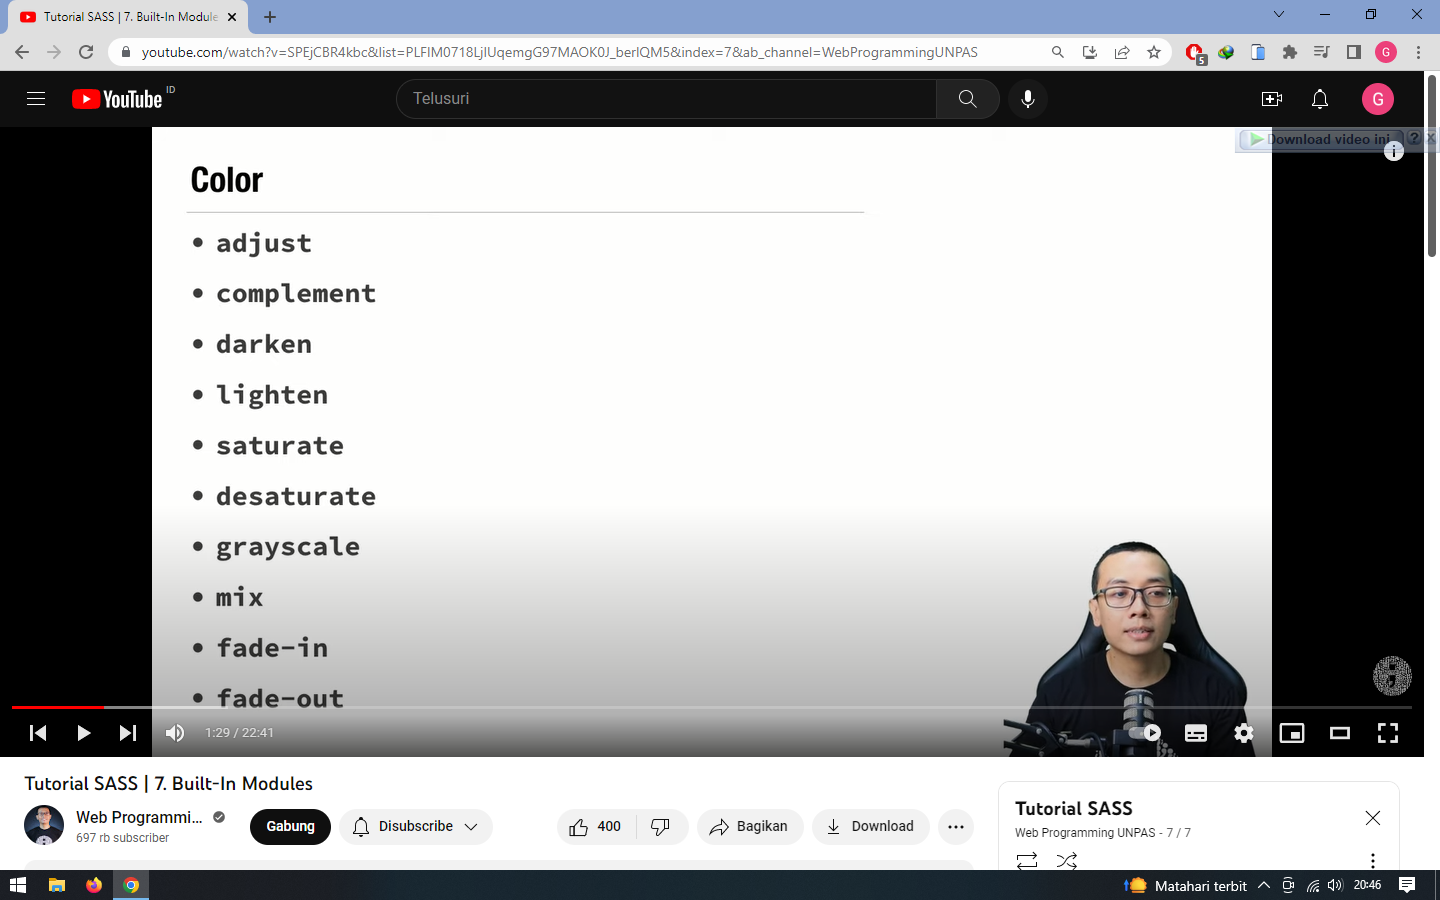 Tutorial SASS | 7. Built-In Module
youtube.com/watch?v=SPEjCBR4kbc&list=PLFIM0718LjIUqemgG97MAOK0J_berIQM5&index=7&ab_channel=WebProgrammingUNPAS
5
G
YouTube ID
Telusuri
G
Download video ini ? X
i
Color
• adjust
• complement
• darken
• lighten
• saturate
• desaturate
• grayscale
• mix
• fade-in
• fade-out
1:29 / 22:41
Tutorial SASS | 7. Built-In Modules
Web Programmi...
697 rb subscriber
Gabung
Disubscribe
400
Bagikan
Download
Tutorial SASS
Web Programming UNPAS - 7 / 7
Matahari terbit
20:46